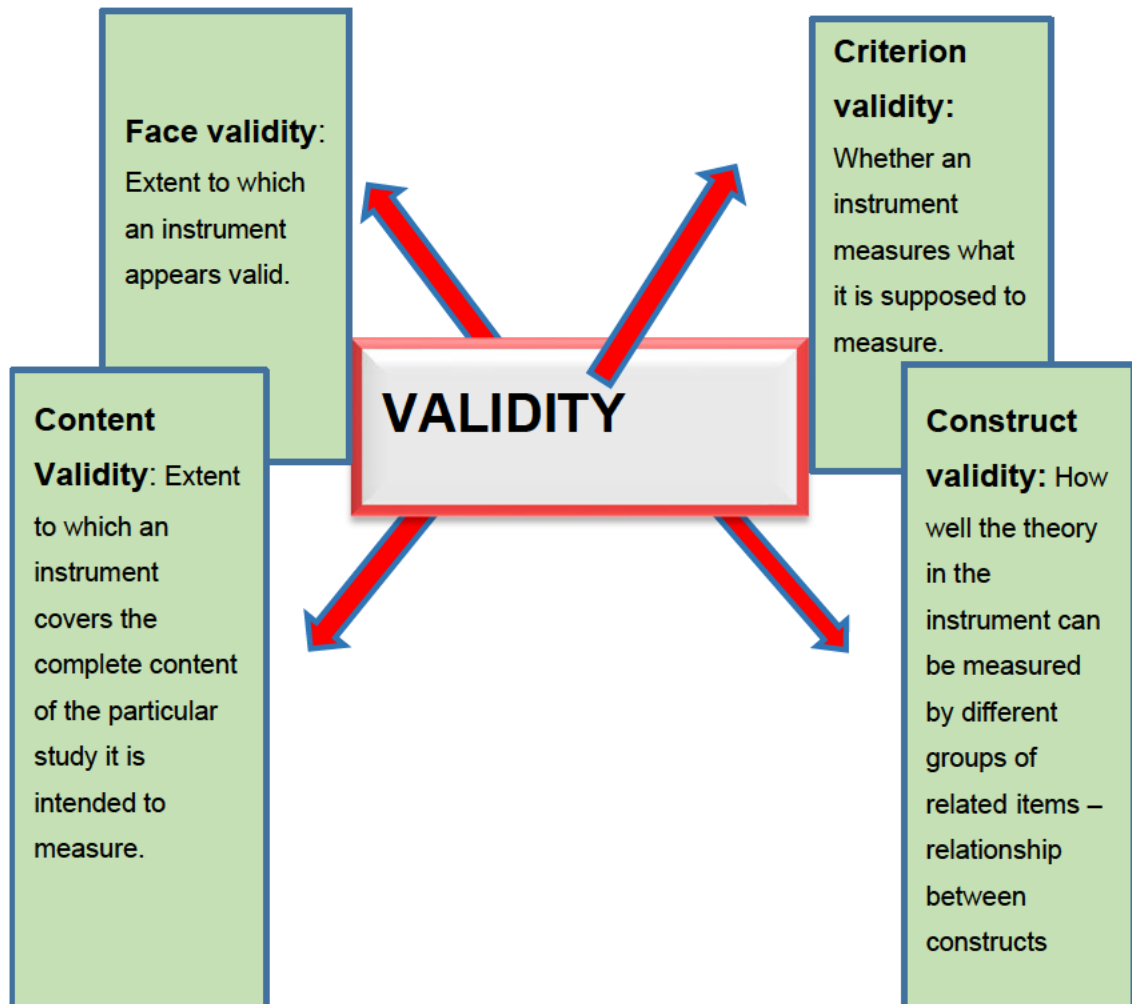 Face validity:
Extent to which
an instrument
appears valid.
Criterion
validity:
Whether an
instrument
measures what
it is supposed to
measure.
VALIDITY
Content
Validity: Extent
to which an
instrument
covers the
complete content
of the particular
study it is
intended to
measure.
Construct
validity: How
well the theory
in the
instrument can
be measured
by different
groups of
related items –
relationship
between
constructs